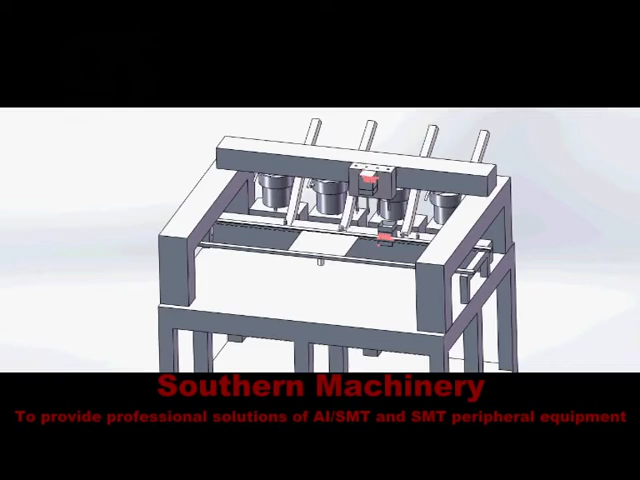 Southern Machinery
To provide professional solutions of AI/SMT and SMT peripheral equipment